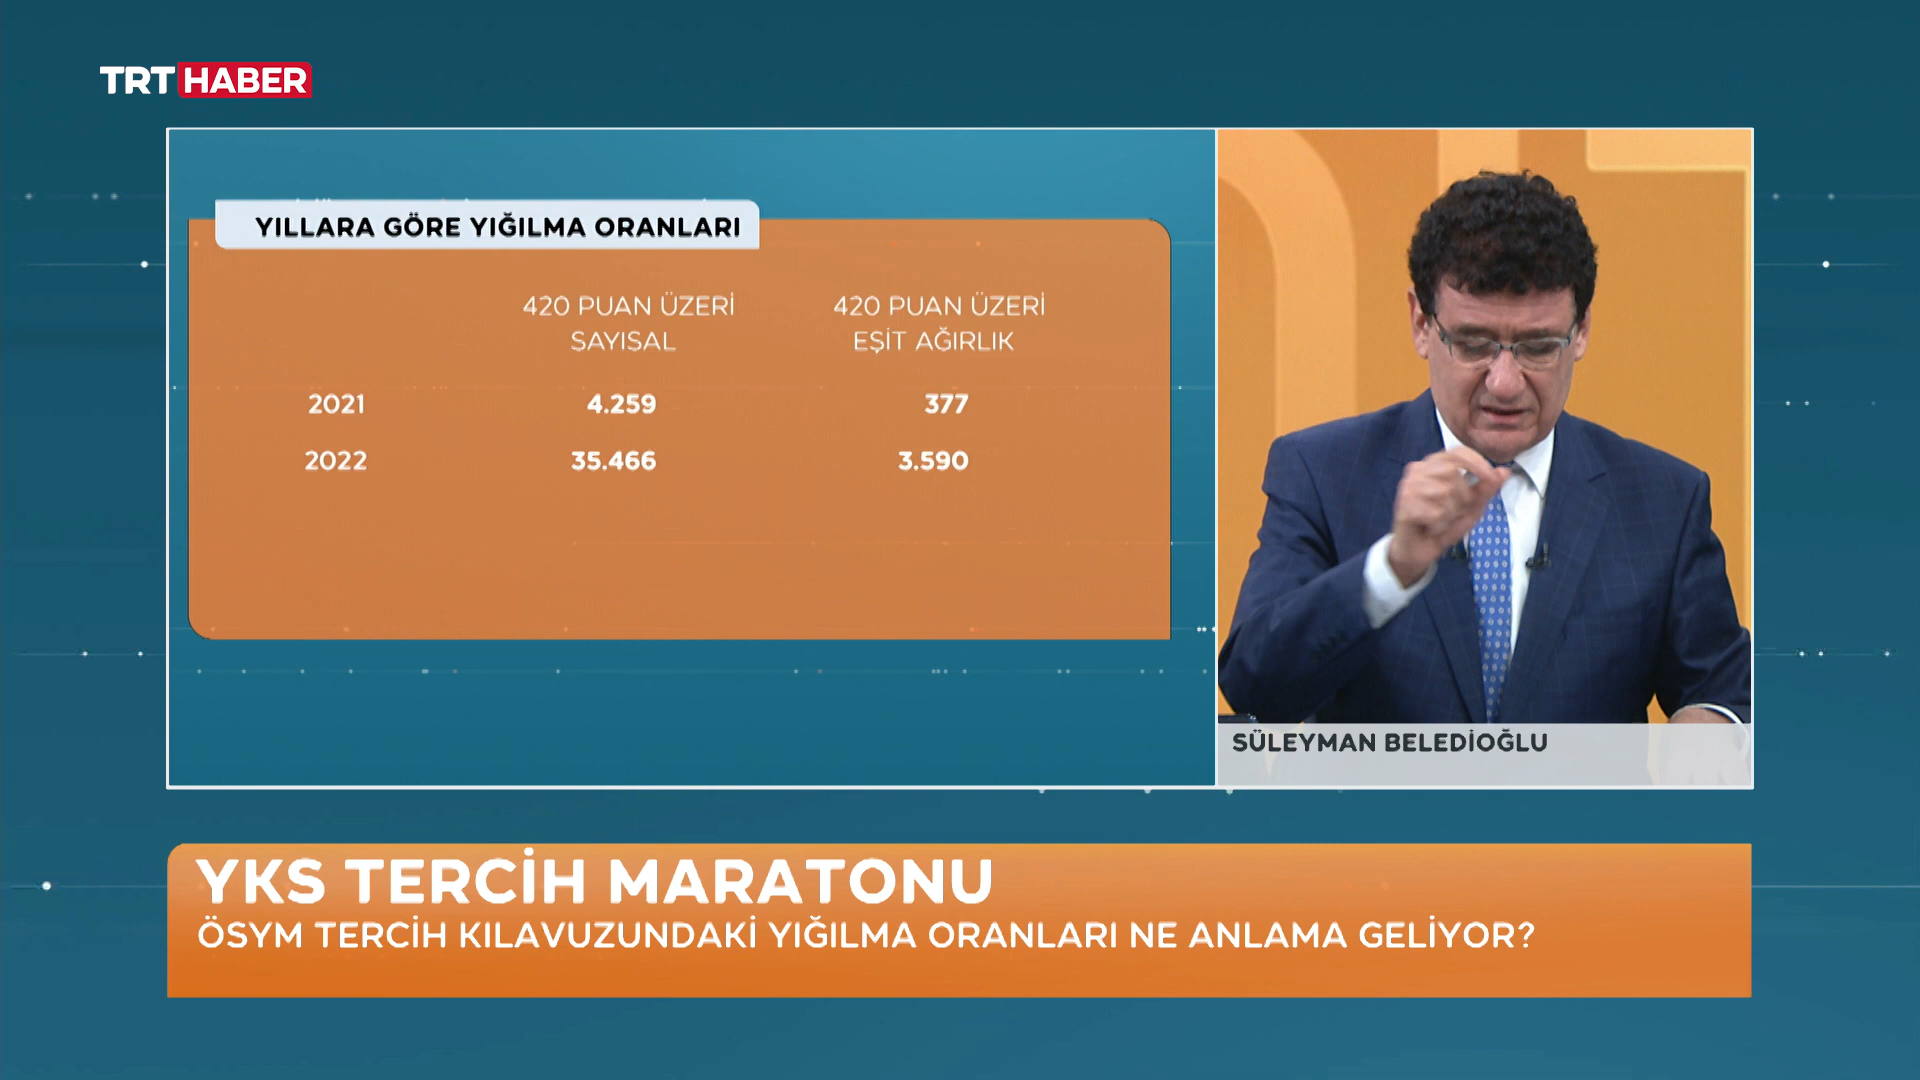 TRT HABER
YILLARA GÖRE YIĞILMA ORANLARI
420 PUAN ÜZERİ SAYISAL
420 PUAN ÜZERİ EŞİT AĞIRLIK
2021 4.259 377
2022 35.466 3.590
SÜLEYMAN BELEDİOĞLU
YKS TERCİH MARATONU
ÖSYM TERCİH KILAVUZUNDAKİ YIĞILMA ORANLARI NE ANLAMA GELİYOR?